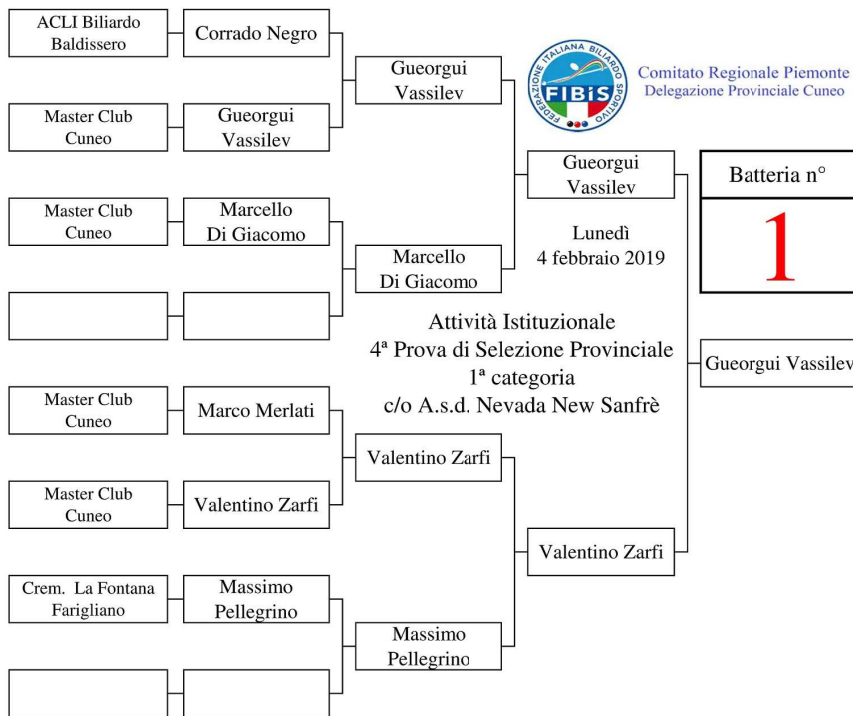 ACLI Biliardo
Baldissero
Corrado Negro
Gueorgui
Vassilev
Master Club
Cuneo
Gueorgui
Vassilev
FEDERAZIONE ITALIANA BILIARDO SPORTIVO
FIBiS
Comitato Regionale Piemonte
Delegazione Provinciale Cuneo
Gueorgui
Vassilev
Batteria n°
1
Master Club
Cuneo
Marcello
Di Giacomo
Marcello
Di Giacomo
Lunedì
4 febbraio 2019
Attività Istituzionale
4ª Prova di Selezione Provinciale
1ª categoria
c/o A.s.d. Nevada New Sanfrè
Gueorgui Vassilev
Master Club
Cuneo
Marco Merlati
Valentino Zarfi
Master Club
Cuneo
Valentino Zarfi
Valentino Zarfi
Crem. La Fontana
Farigliano
Massimo
Pellegrino
Massimo
Pellegrino